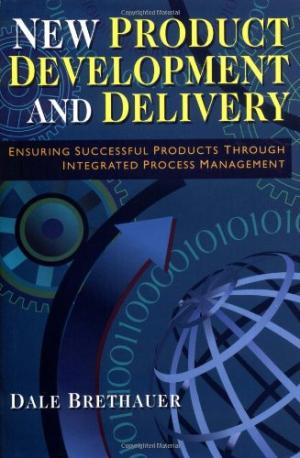 NEW PRODUCT
DEVELOPMENT
AND DELIVERY
ENSURING SUCCESSFUL PRODUCTS THROUGH
INTEGRATED PROCESS MANAGEMENT
DALE BRETHAUER